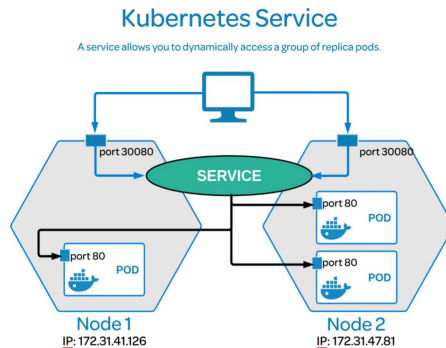 Kubernetes Service
A service allows you to dynamically access a group of replica pods.
port 30080
port 30080
SERVICE
port 80
POD
port 80
POD
port 80
POD
Node 1
IP: 172.31.41.126
Node 2
IP: 172.31.47.81